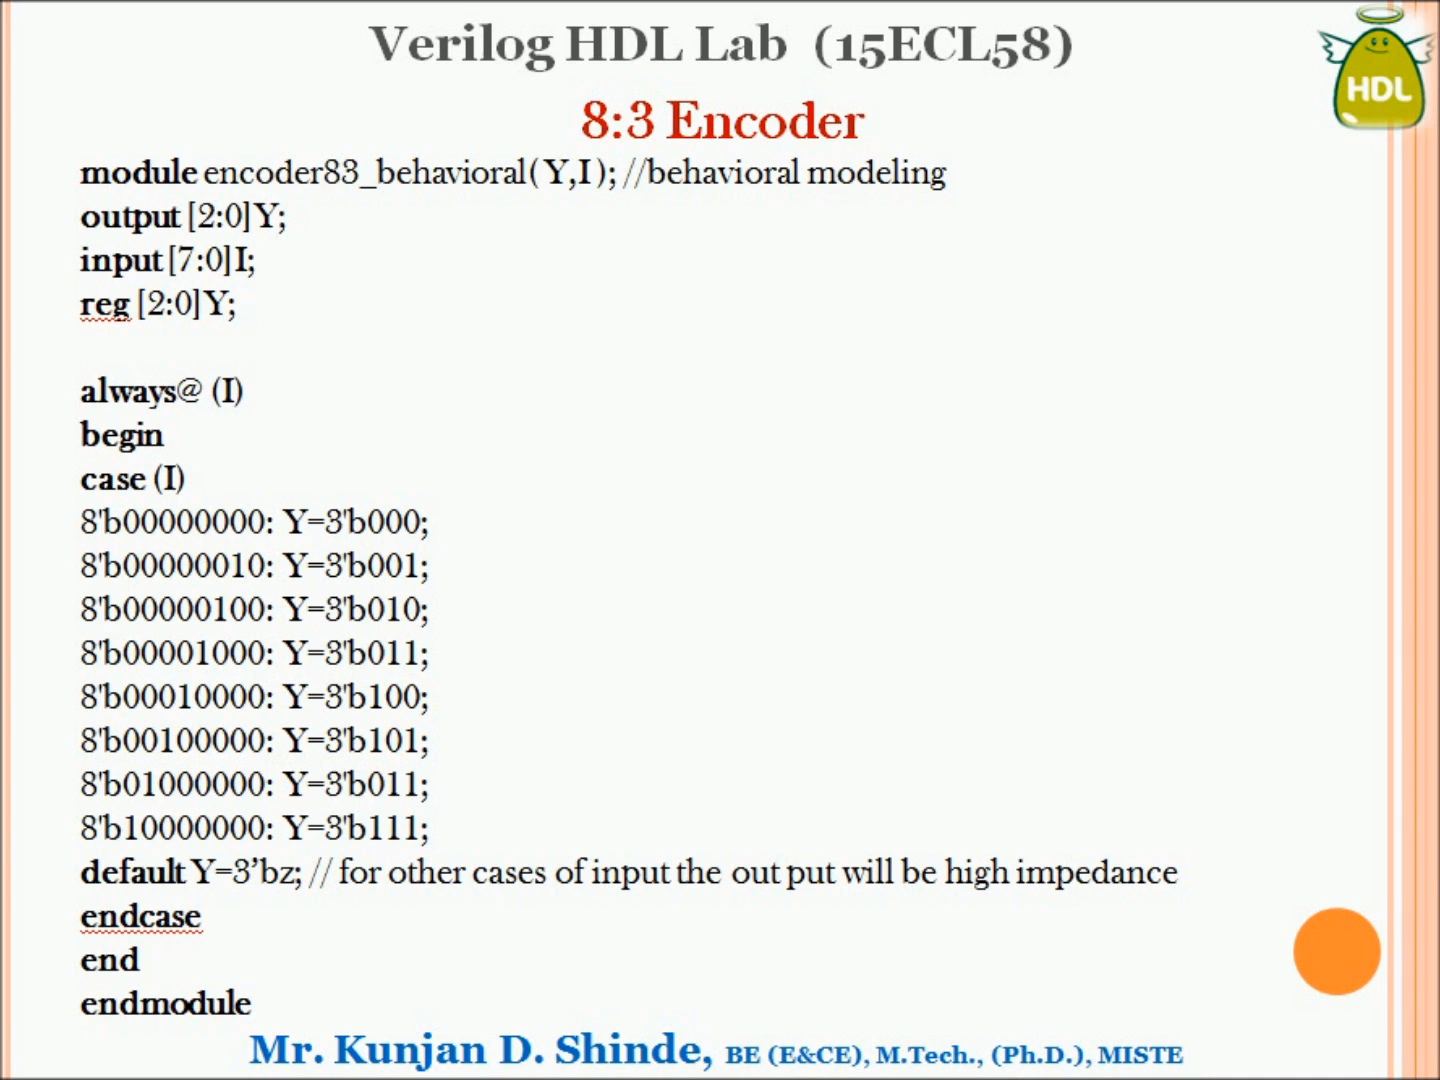 Verilog HDL Lab (15ECL58)
HDL
8:3 Encoder
module encoder83_behavioral( Y,I ); //behavioral modeling
output [2:0] Y;
input [7:0] I;
reg [2:0] Y;
always@ (I)
begin
case (I)
8'b00000000: Y=3'b000;
8'b00000010: Y=3'b001;
8'b00000100: Y=3'b010;
8'b00001000: Y=3'b011;
8'b00010000: Y=3'b100;
8'b00100000: Y=3'b101;
8'b01000000: Y=3'b011;
8'b10000000: Y=3'b111;
default Y=3’bz; // for other cases of input the out put will be high impedance
endcase
end
endmodule
Mr. Kunjan D. Shinde, BE (E&CE), M.Tech., (Ph.D.), MISTE